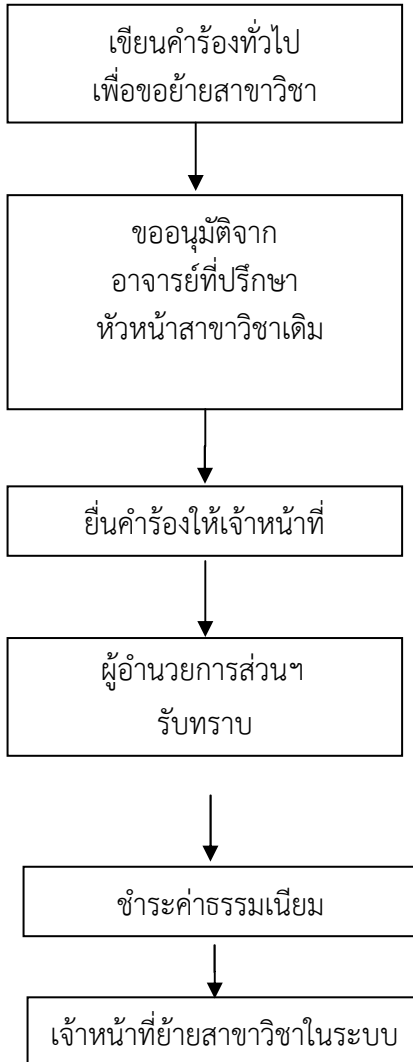 เขียนคำร้องทั่วไป
เพื่อขอย้ายสาขาวิชา
ขออนุมัติจาก
อาจารย์ที่ปรึกษา
หัวหน้าสาขาวิชาเดิม
ยื่นคำร้องให้เจ้าหน้าที่
ผู้อำนวยการส่วนฯ
รับทราบ
ชำระค่าธรรมเนียม
เจ้าหน้าที่ย้ายสาขาวิชาในระบบ